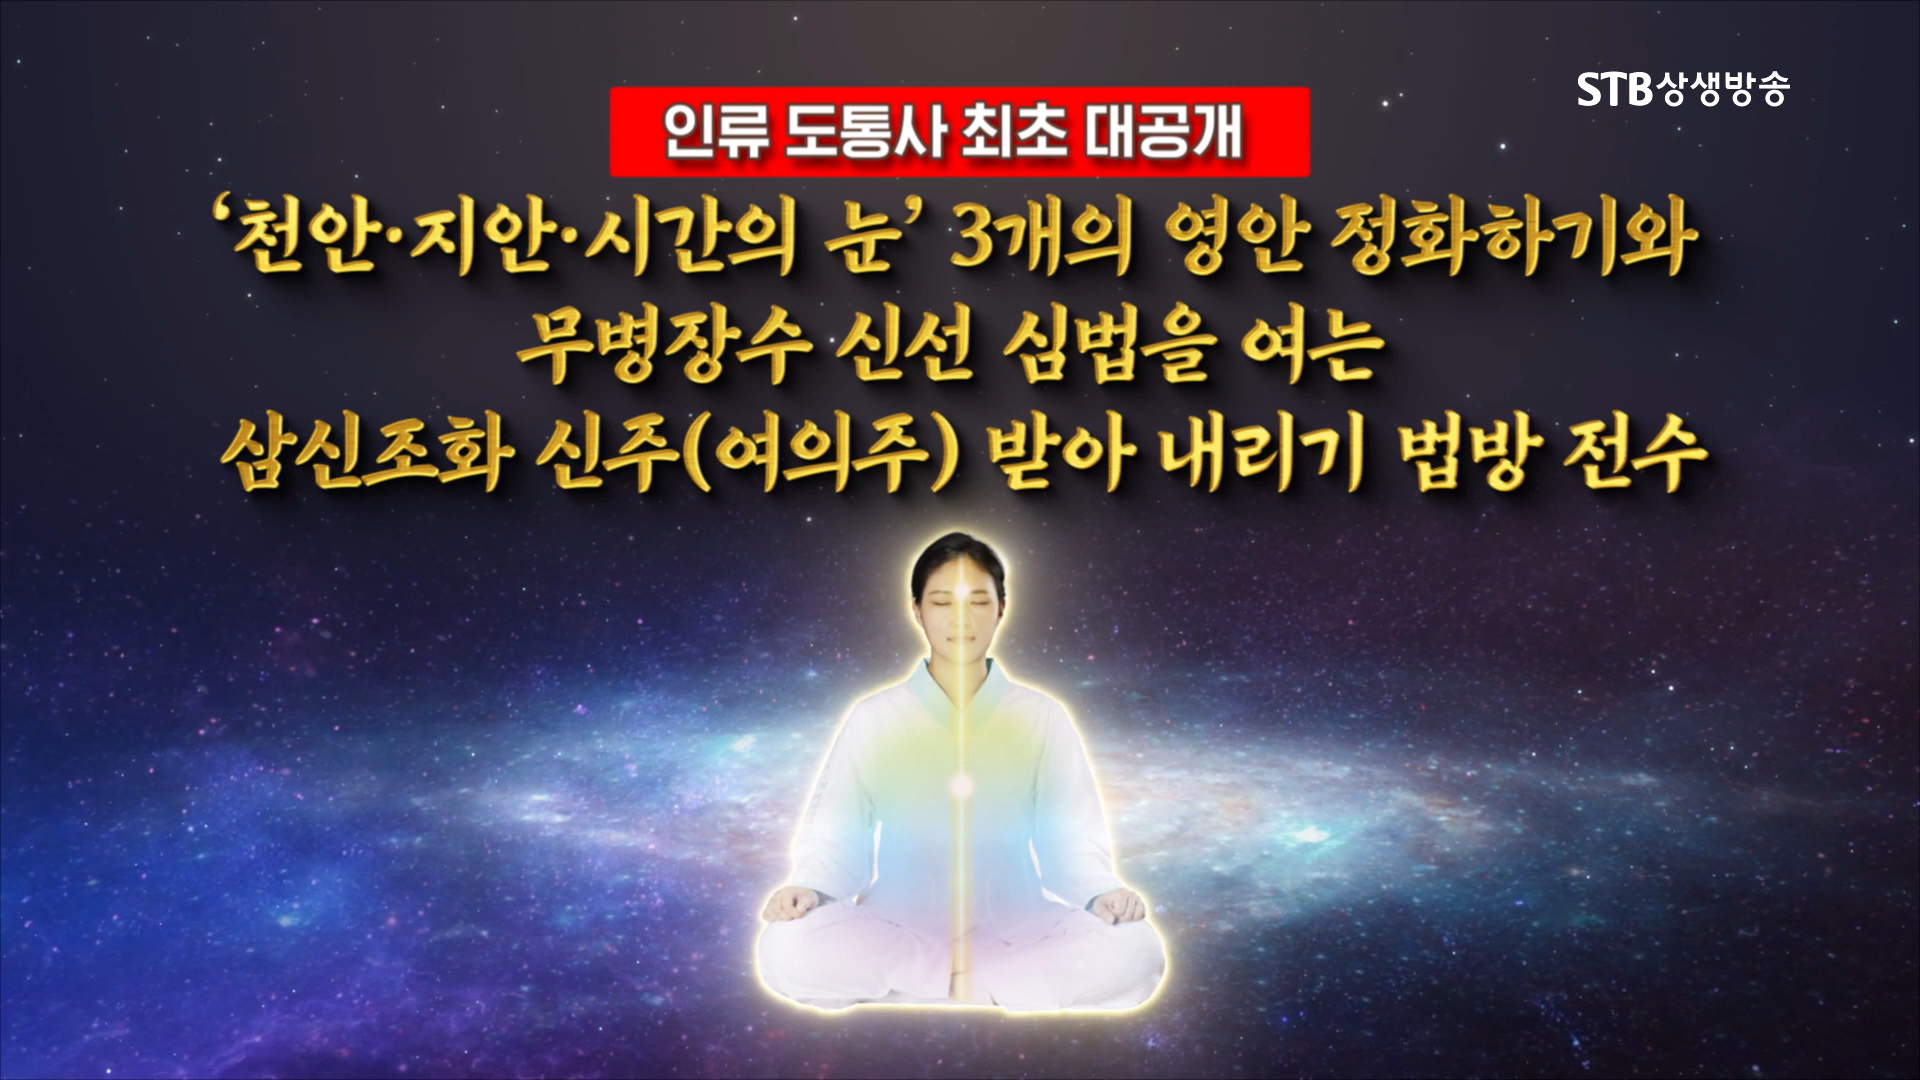 STB상생방송
인류 도통사 최초 대공개
‘천안·지안·시간의 눈’ 3개의 영안 정화하기와
무병장수 신선 심법을 여는
삼신조화 신주(여의주) 받아 내리기 법방 전수